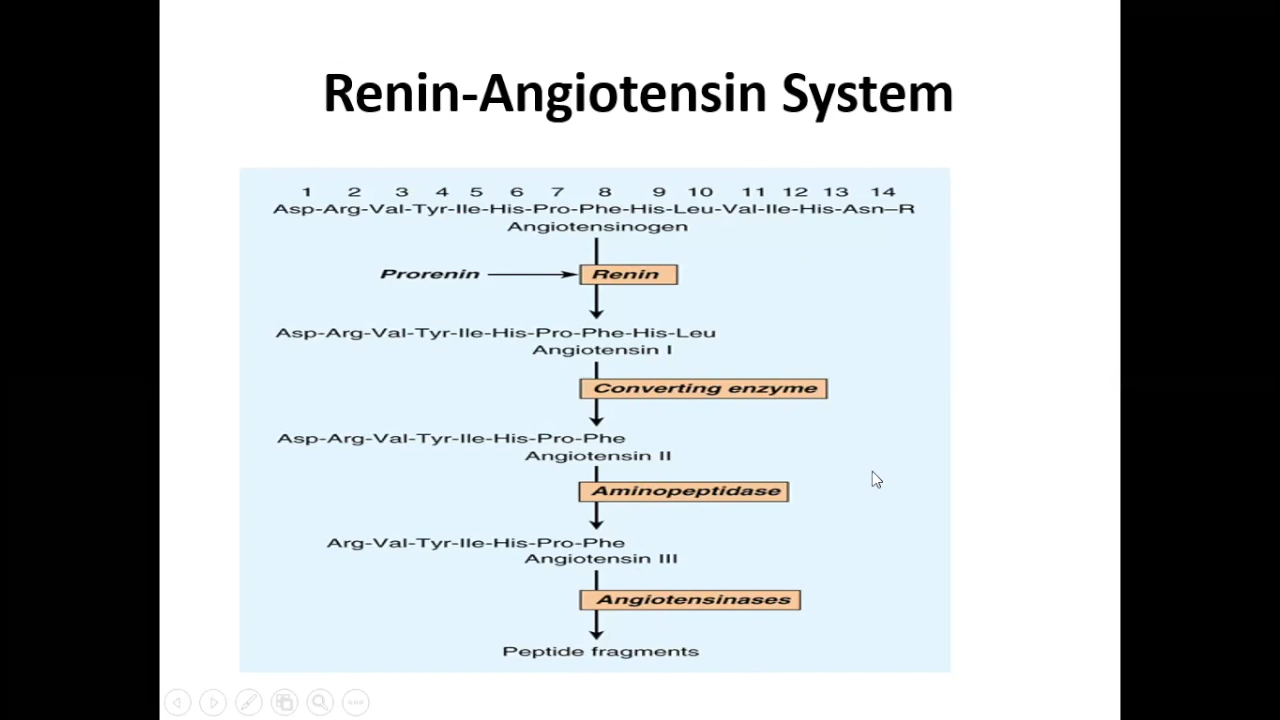 Renin-Angiotensin System
1 2 3 4 5 6 7 8 9 10 11 12 13 14
Asp-Arg-Val-Tyr-Ile-His-Pro-Phe-His-Leu-Val-Ile-His-Asn–R
Angiotensinogen
Prorenin
Renin
Asp-Arg-Val-Tyr-Ile-His-Pro-Phe-His-Leu
Angiotensin I
Converting enzyme
Asp-Arg-Val-Tyr-Ile-His-Pro-Phe
Angiotensin II
Aminopeptidase
Arg-Val-Tyr-Ile-His-Pro-Phe
Angiotensin III
Angiotensinases
Peptide fragments